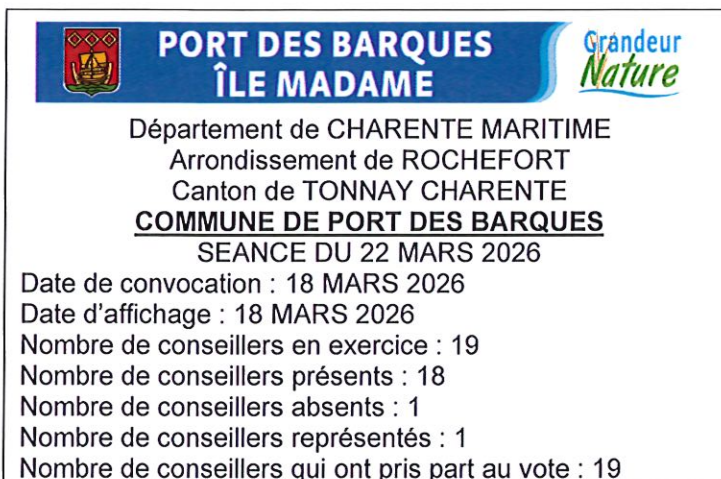 PORT DES BARQUES
ÎLE MADAME
Grandeur
Nature
Département de CHARENTE MARITIME
Arrondissement de ROCHEFORT
Canton de TONNAY CHARENTE
COMMUNE DE PORT DES BARQUES
SEANCE DU 22 MARS 2026
Date de convocation : 18 MARS 2026
Date d'affichage : 18 MARS 2026
Nombre de conseillers en exercice : 19
Nombre de conseillers présents : 18
Nombre de conseillers absents : 1
Nombre de conseillers représentés : 1
Nombre de conseillers qui ont pris part au vote : 19